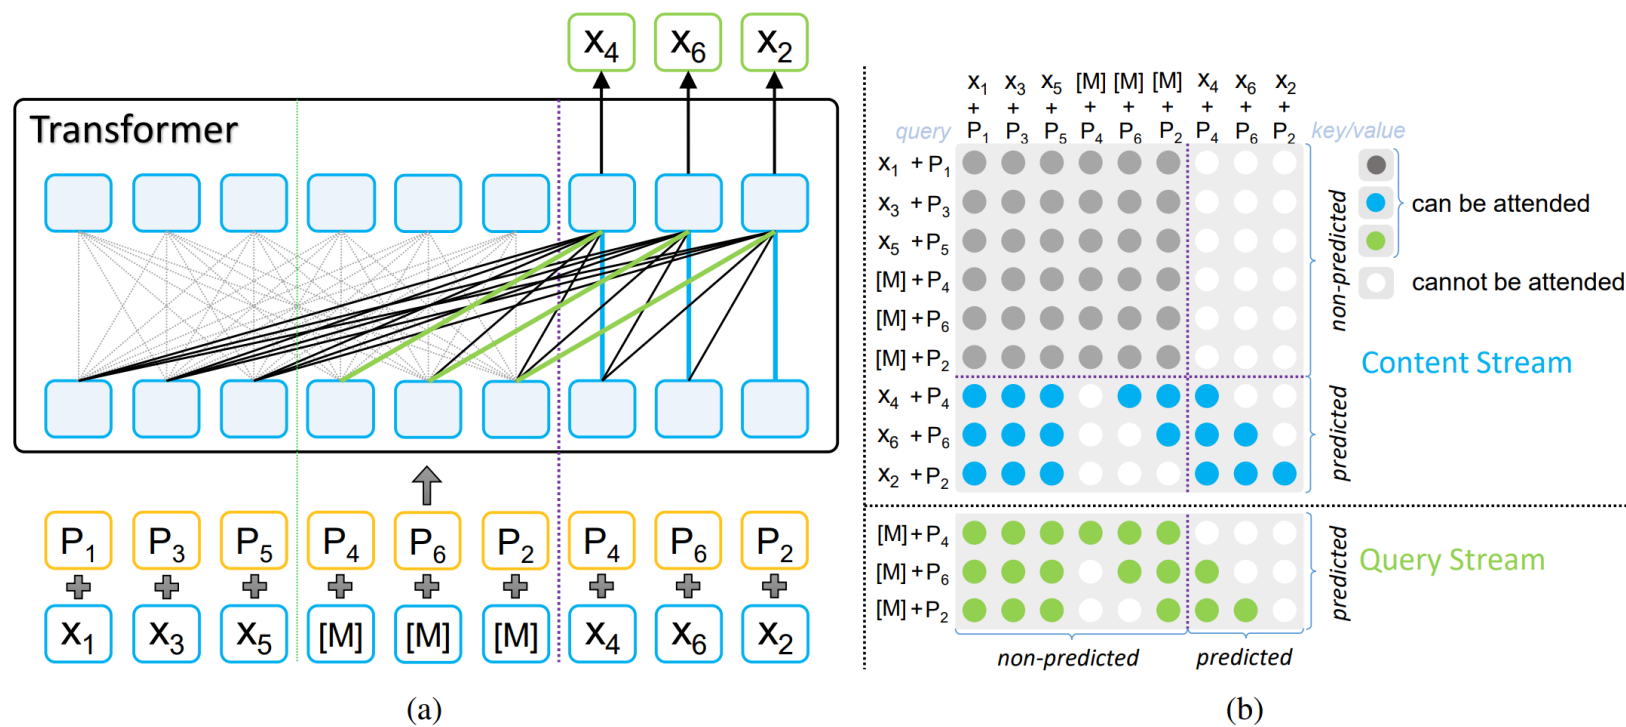 x4 x6 x2
Transformer
P1 P3 P5 P4 P6 P2 P4 P6 P2
+ + + + + + + + +
x1 x3 x5 [M] [M] [M] x4 x6 x2
(a)
x1 x3 x5 [M] [M] [M] x4 x6 x2
+ + + + + + + + +
query P1 P3 P5 P4 P6 P2 P4 P6 P2 key/value
x1 + P1
x3 + P3
x5 + P5
[M] + P4
[M] + P6
[M] + P2
x4 + P4
x6 + P6
x2 + P2
non-predicted
predicted
can be attended
cannot be attended
Content Stream
[M] + P4
[M] + P6
[M] + P2
predicted
Query Stream
non-predicted predicted
(b)